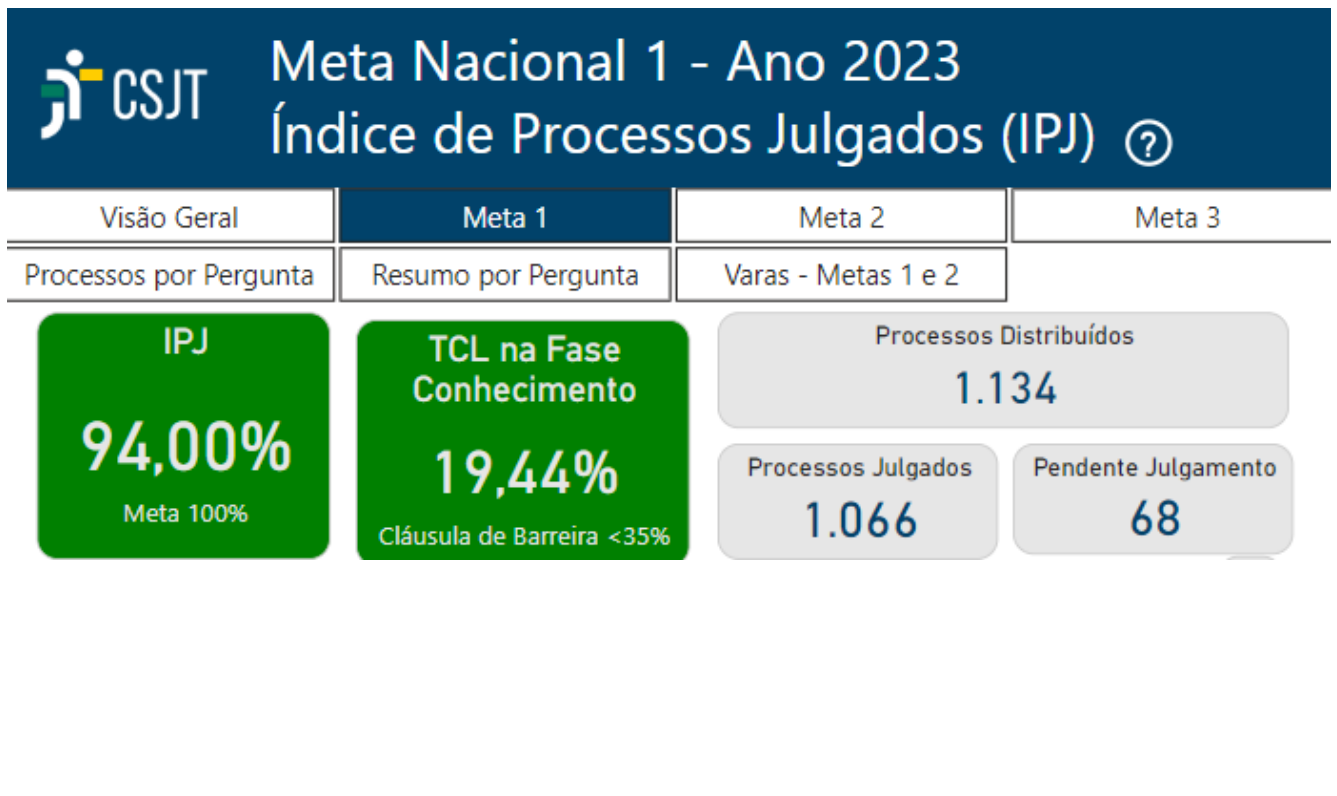 CSJT
Meta Nacional 1 - Ano 2023
Índice de Processos Julgados (IPJ) ?
Visão Geral
Meta 1
Meta 2
Meta 3
Processos por Pergunta
Resumo por Pergunta
Varas - Metas 1 e 2
IPJ
94,00%
Meta 100%
TCL na Fase
Conhecimento
19,44%
Cláusula de Barreira <35%
Processos Distribuídos
1.134
Processos Julgados
1.066
Pendente Julgamento
68